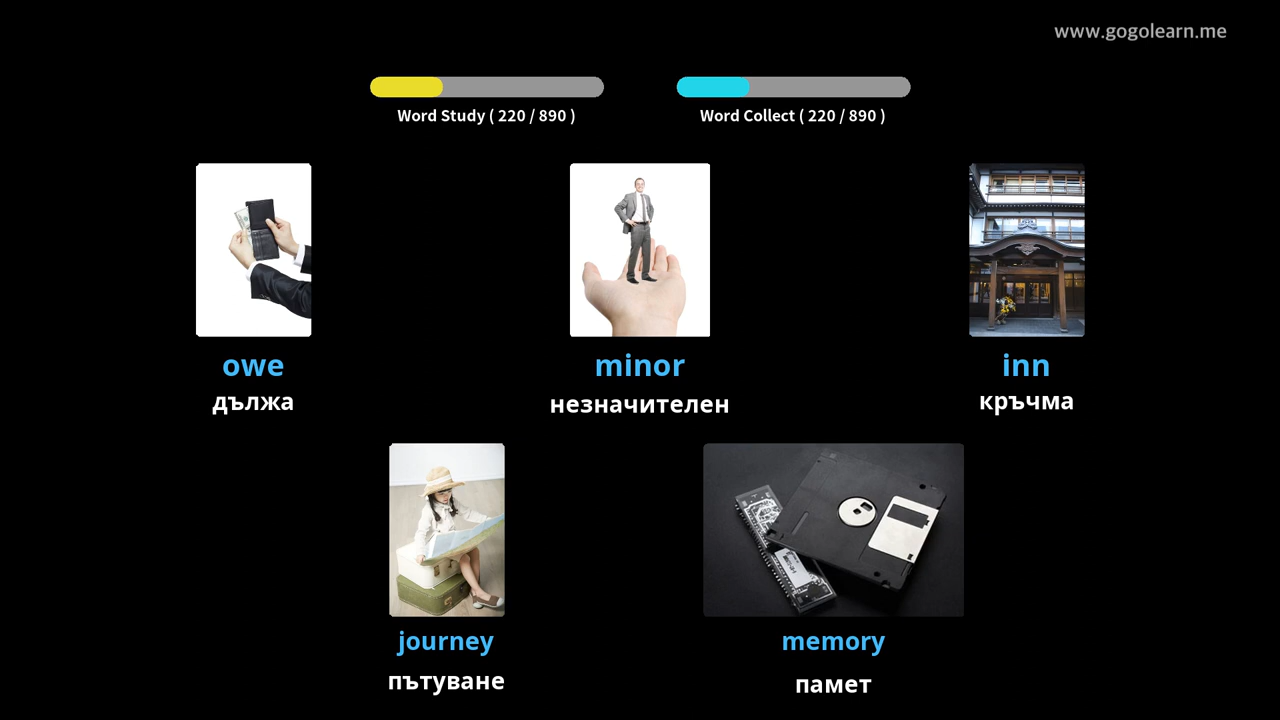 www.gogolearn.me
Word Study ( 220 / 890 )
Word Collect ( 220 / 890 )
owe
дължа
minor
незначителен
inn
кръчма
journey
пътуване
memory
памет